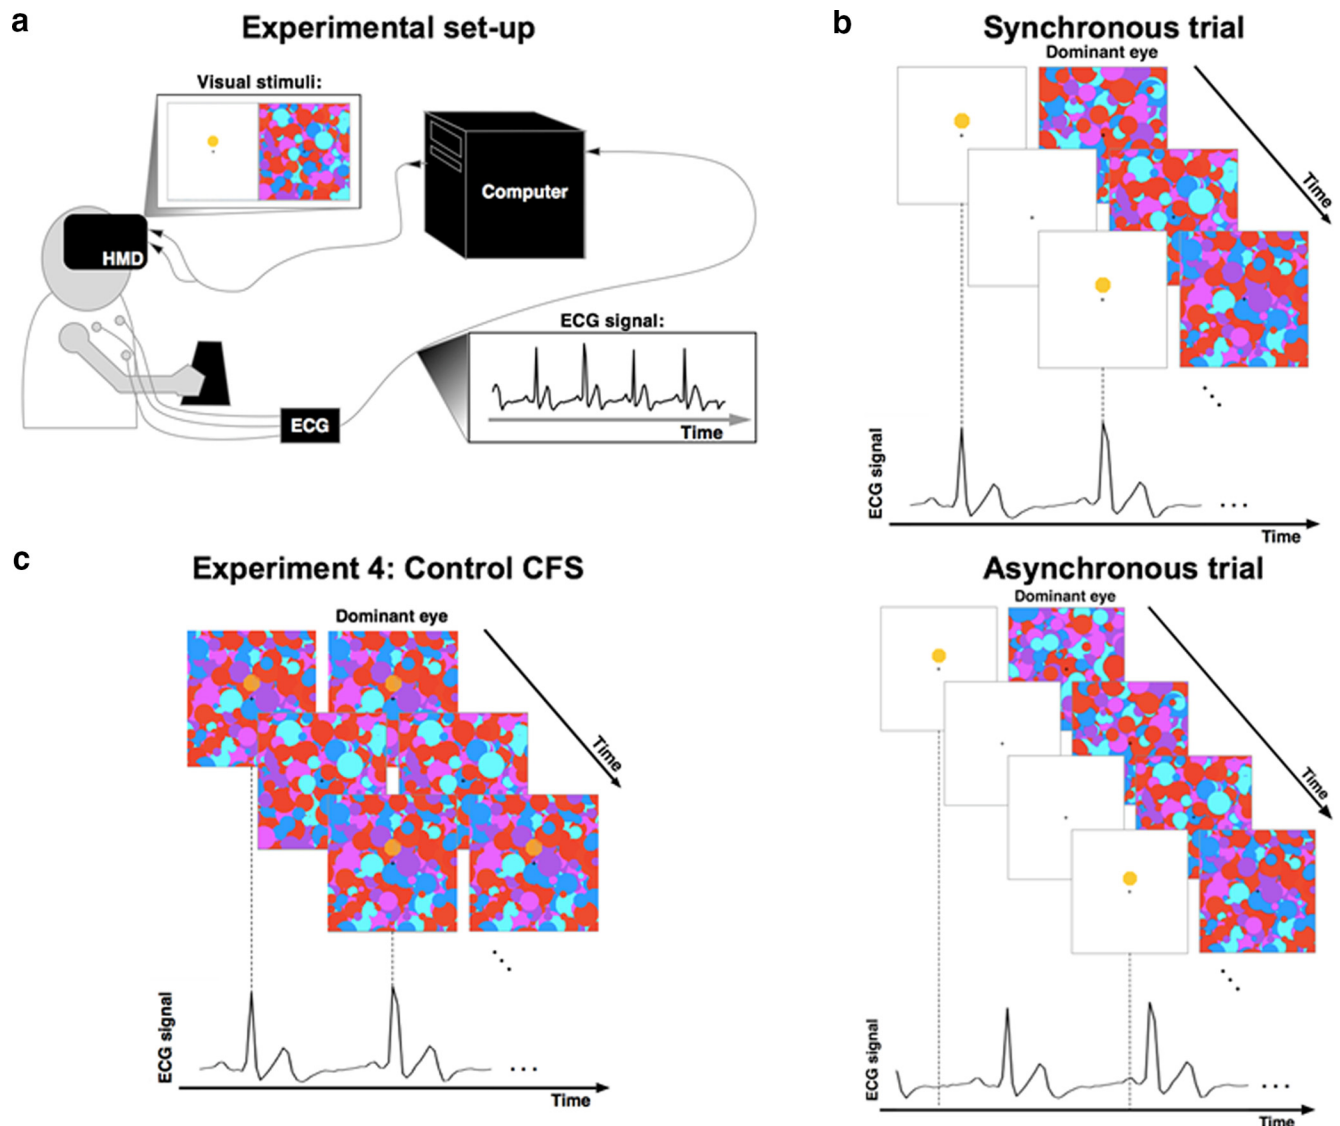 a
Experimental set-up
Visual stimuli:
HMD
Computer
ECG signal:
Time
ECG
b
Synchronous trial
Dominant eye
Time
ECG signal
Time
c
Experiment 4: Control CFS
Dominant eye
Time
ECG signal
Time
Asynchronous trial
Dominant eye
Time
ECG signal
Time